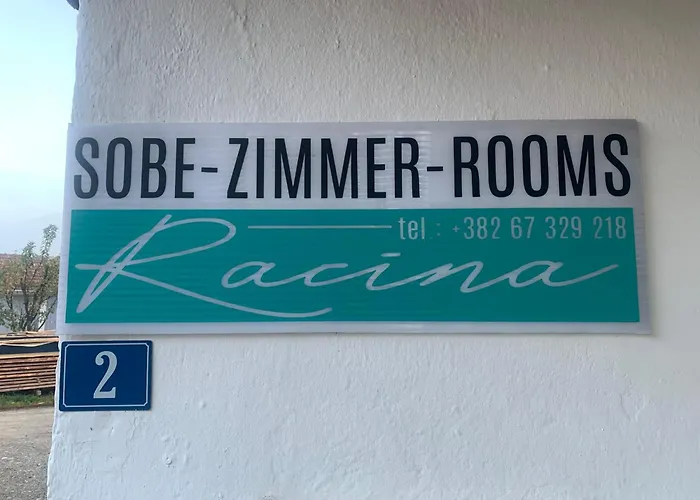 SOBE-ZIMMER-ROOMS
tel : +382 67 329 218
Racina
2